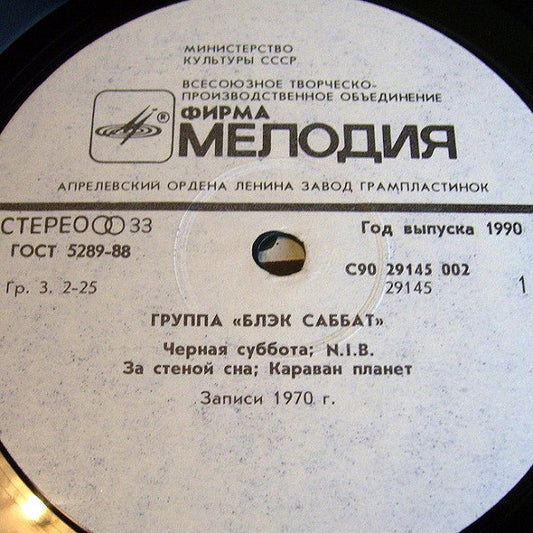 МИНИСТЕРСТВО
КУЛЬТУРЫ СССР
ВСЕСОЮЗНОЕ ТВОРЧЕСКО-
ПРОИЗВОДСТВЕННОЕ ОБЪЕДИНЕНИЕ
®
ФИРМА
МЕЛОДИЯ
АПРЕЛЕВСКИЙ ОРДЕНА ЛЕНИНА ЗАВОД ГРАМПЛАСТИНОК
СТЕРЕО 33
Год выпуска 1990
ГОСТ 5289-88
С90 29145 002
Гр. 3. 2-25
29145
1
ГРУППА «БЛЭК САББАТ»
Черная суббота; N.I.B.
За стеной сна; Караван планет
Записи 1970 г.